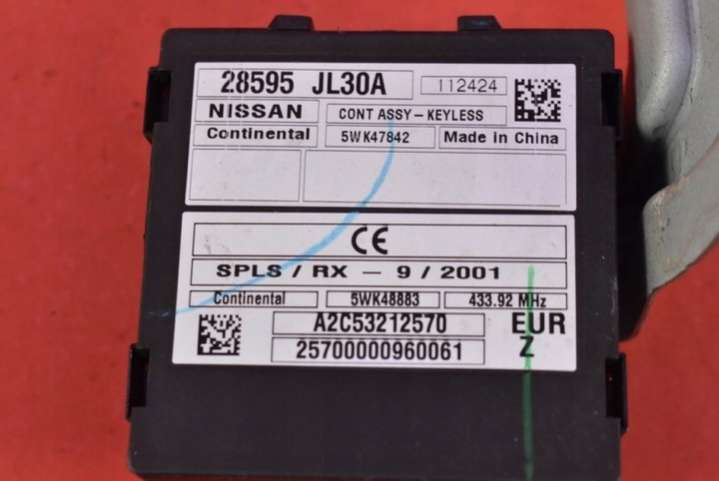 28595 JL30A 112424
NISSAN CONT ASSY-KEYLESS
Continental 5WK47842 Made in China
CE
SPLS / RX - 9 / 2001
Continental 5WK48883 433.92 MHz
A2C53212570 EUR
25700000960061 Z